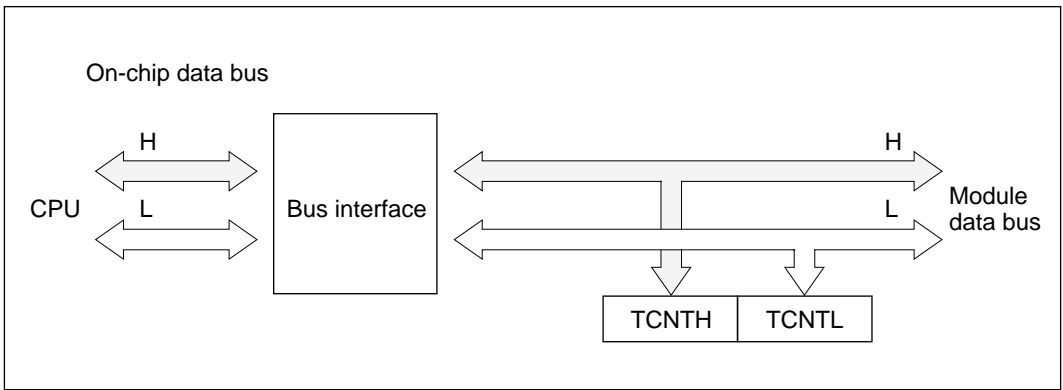 On-chip data bus
H
H
CPU
L
Bus interface
L
Module
data bus
TCNTH
TCNTL